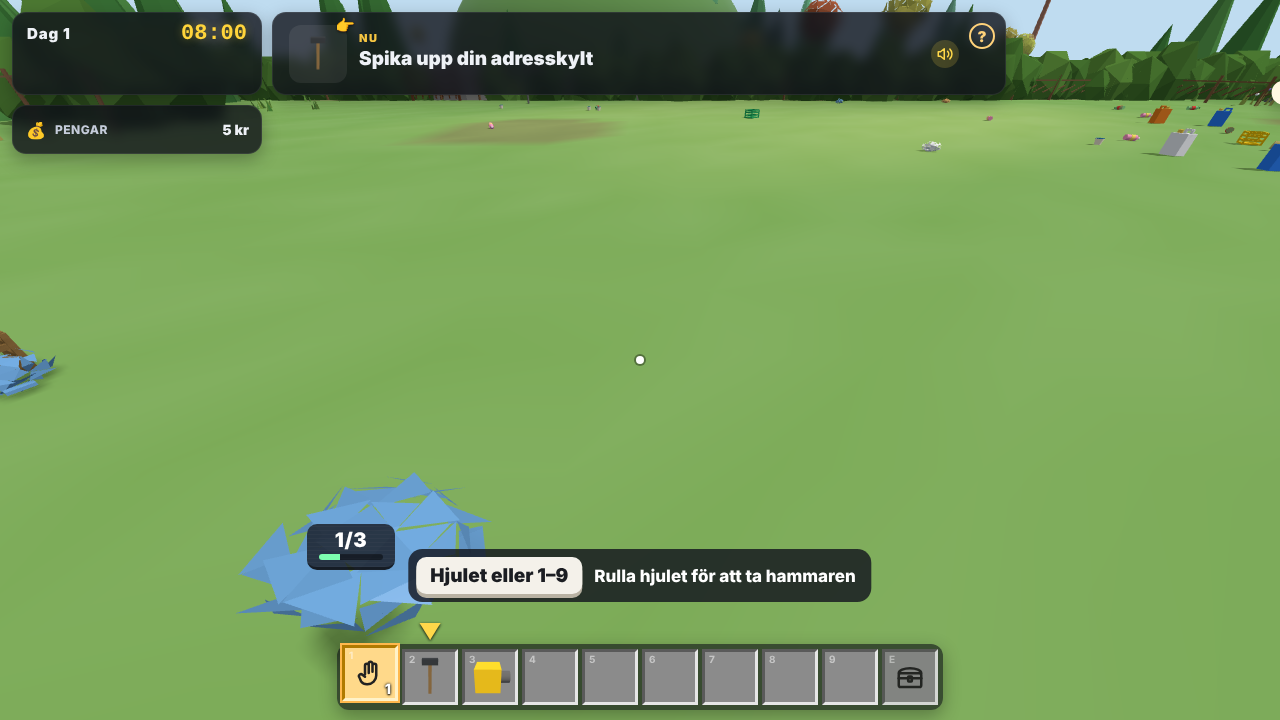 Dag 1
08:00
NU
Spika upp din adresskylt
?
PENGAR
5 kr
1/3
Hjulet eller 1–9
Rulla hjulet för att ta hammaren
1
1
2
3
4
5
6
7
8
9
E